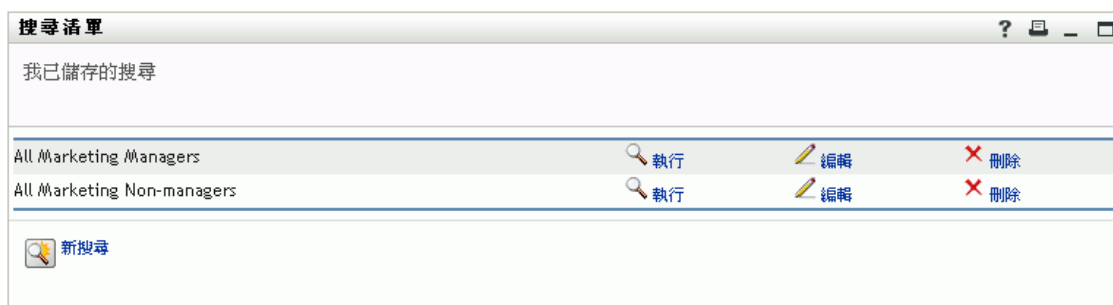 搜尋清單
?
我已儲存的搜尋
All Marketing Managers 執行 編輯 刪除
All Marketing Non-managers 執行 編輯 刪除
新搜尋